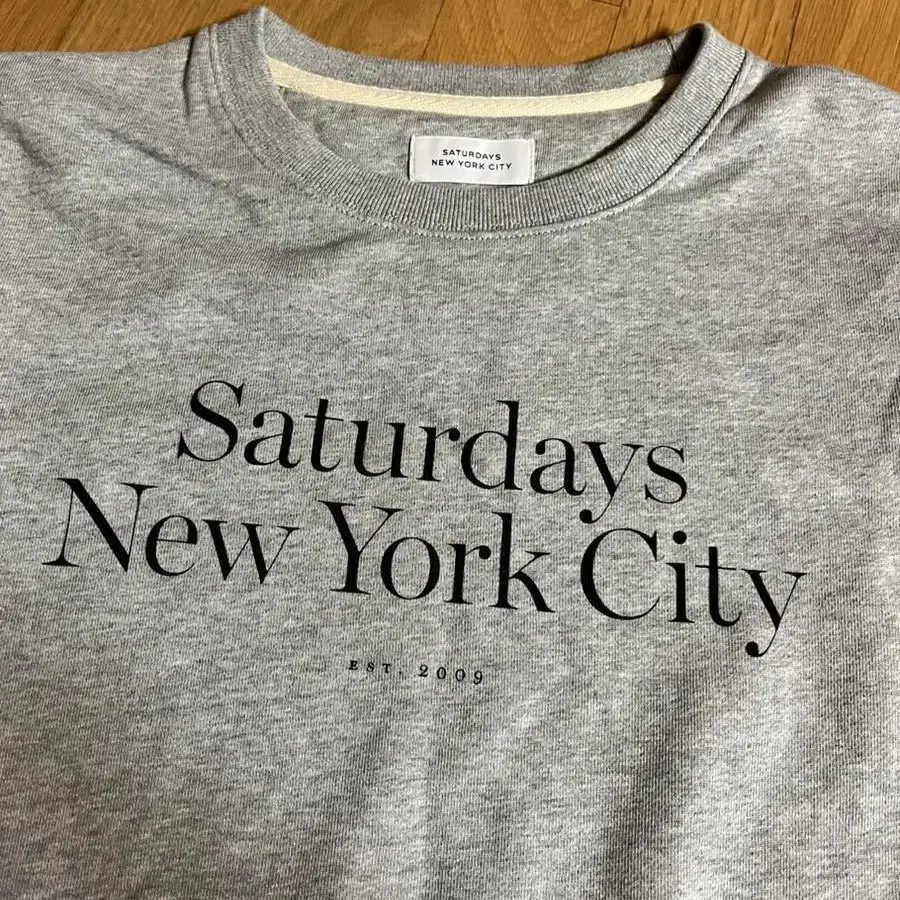 SATURDAYS
NEW YORK CITY
Saturdays
New York City
EST. 2009